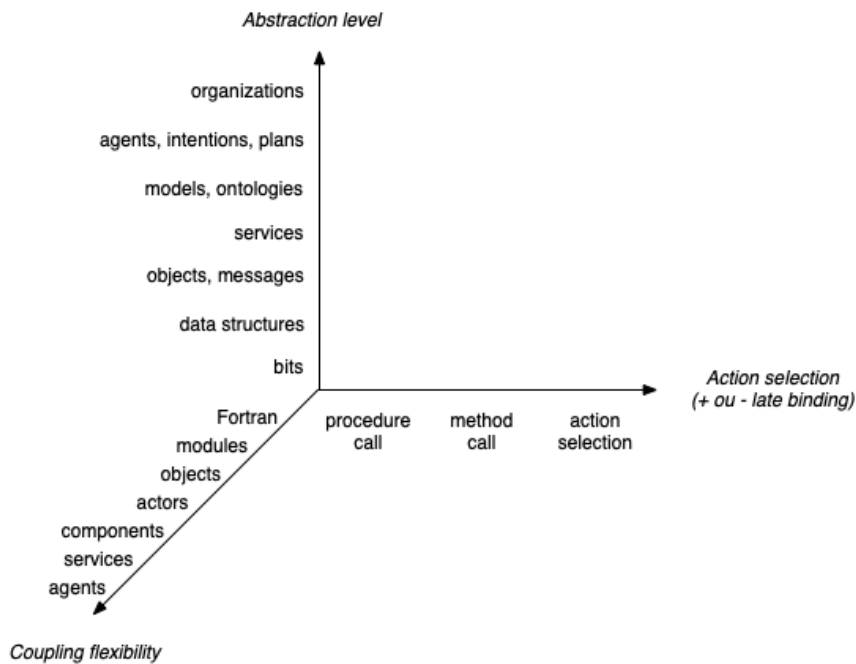 Abstraction level
organizations
agents, intentions, plans
models, ontologies
services
objects, messages
data structures
bits
Action selection
(+ ou - late binding)
procedure
call
method
call
action
selection
Fortran
modules
objects
actors
components
services
agents
Coupling flexibility